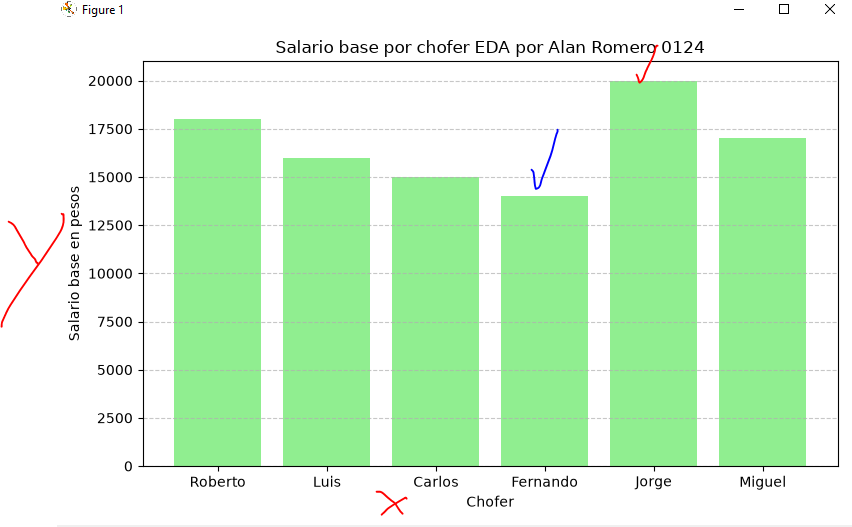 Figure 1
Salario base por chofer EDA por Alan Romero 0124
Salario base en pesos
20000
17500
15000
12500
10000
7500
5000
2500
0
Roberto Luis Carlos Fernando Jorge Miguel
Chofer
Y
X